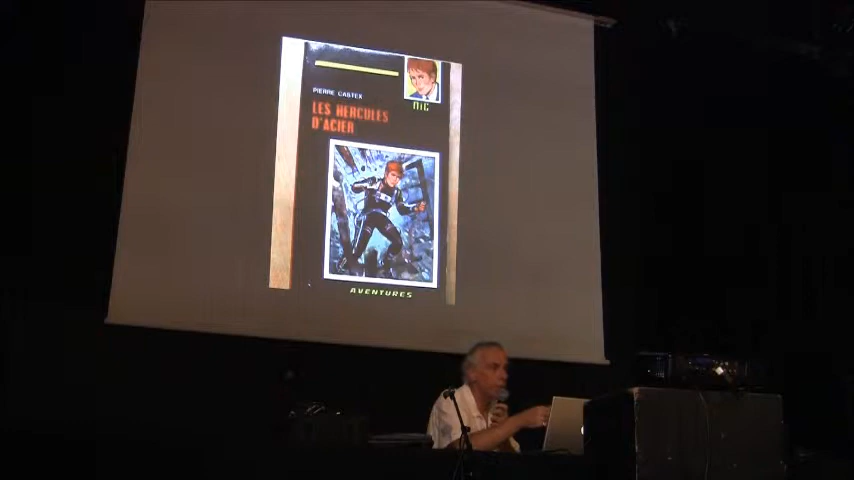 PIERRE CASTEX
NIC
LES HERCULES
D'ACIER
AVENTURES